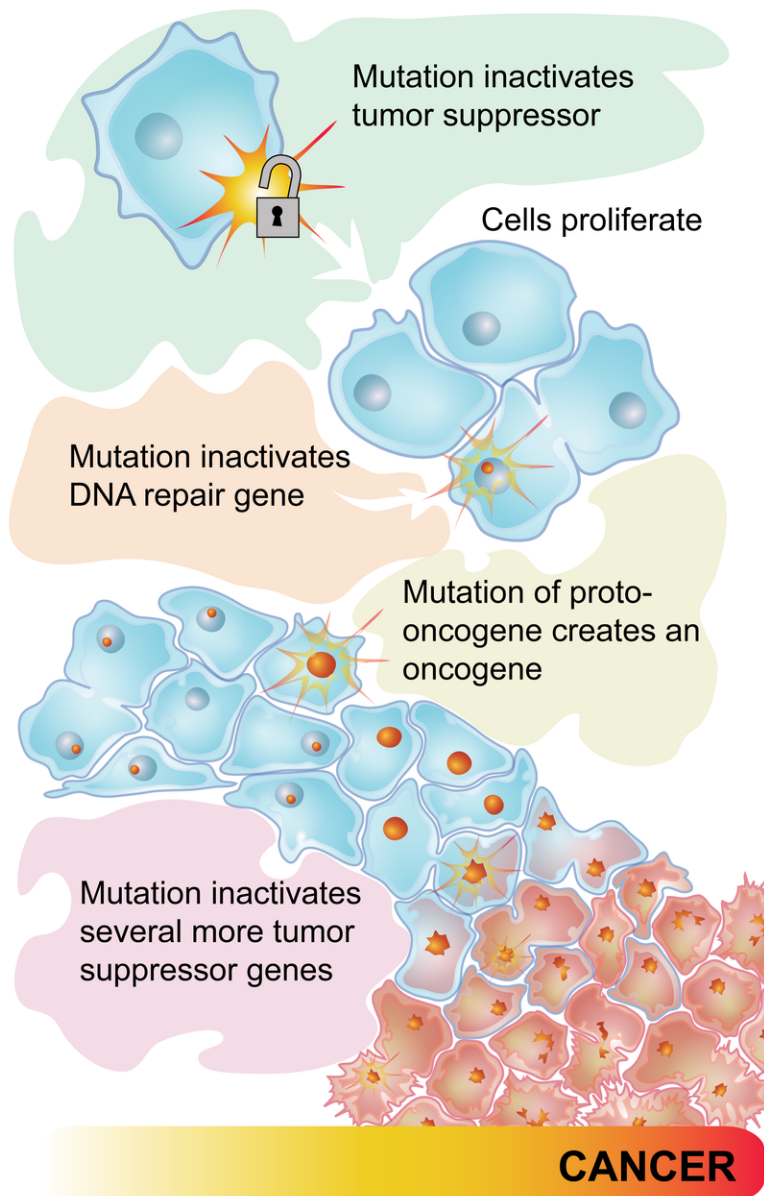 Mutation inactivates
tumor suppressor
Cells proliferate
Mutation inactivates
DNA repair gene
Mutation of proto-
oncogene creates an
oncogene
Mutation inactivates
several more tumor
suppressor genes
CANCER